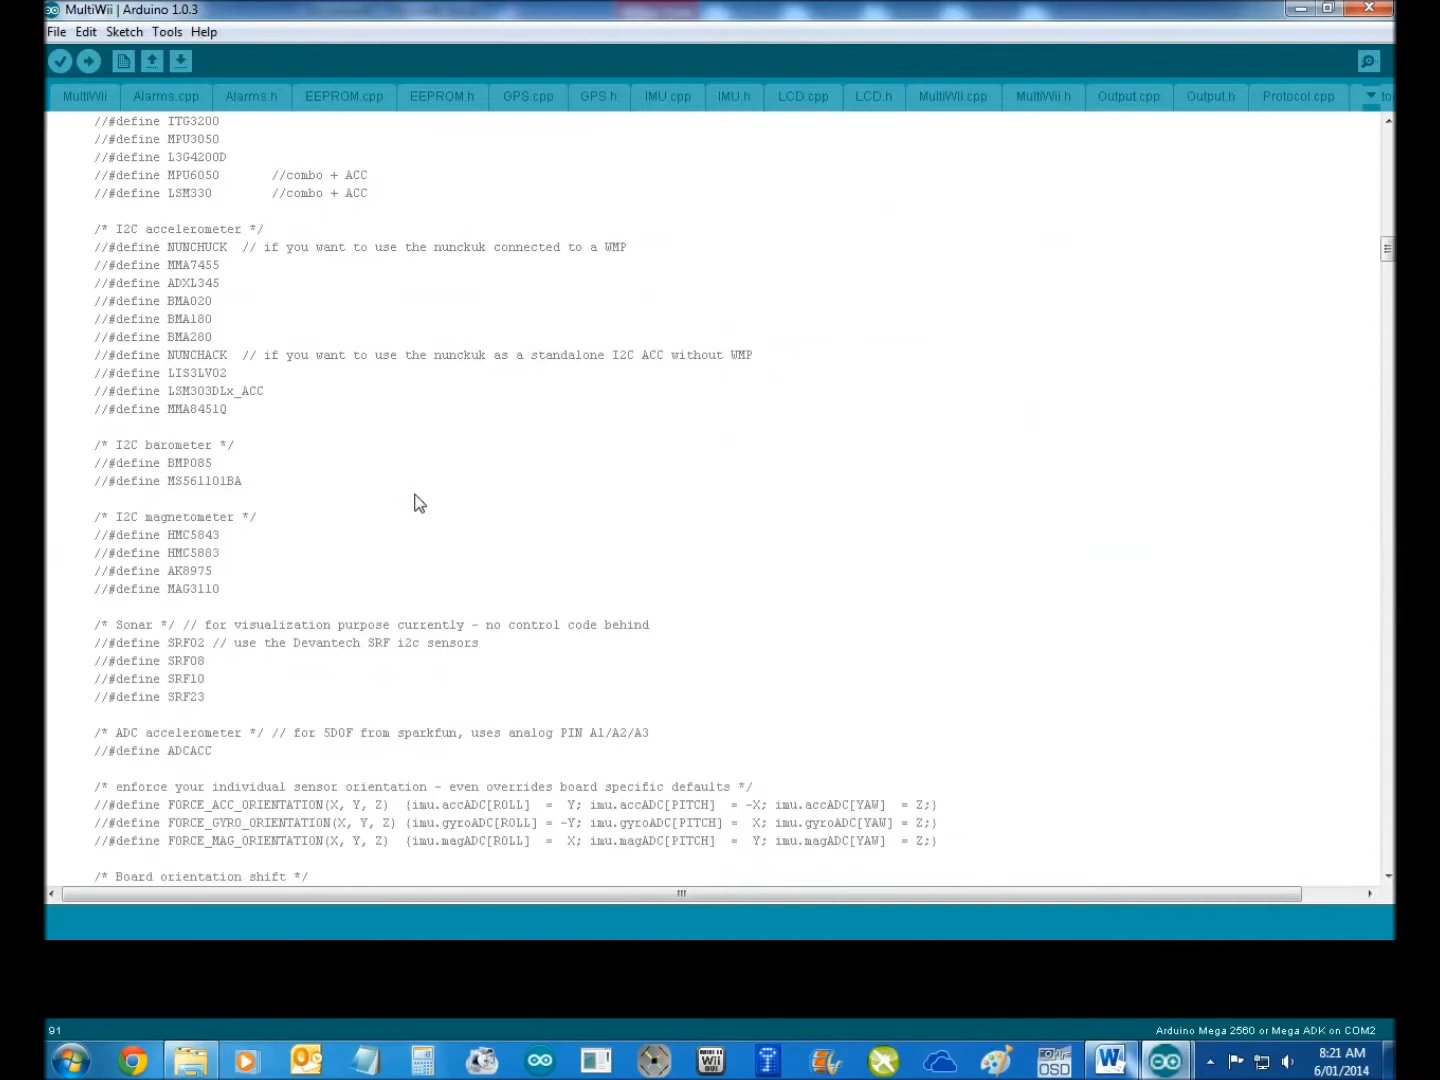 MultiWii | Arduino 1.0.3
File Edit Sketch Tools Help
MultiWii Alarms.cpp Alarms.h EEPROM.cpp EEPROM.h GPS.cpp GPS.h IMU.cpp IMU.h LCD.cpp LCD.h MultiWii.cpp MultiWii.h Output.cpp Output.h Protocol.cpp
//#define ITG3200
//#define MPU3050
//#define L3G4200D
//#define MPU6050 //combo + ACC
//#define LSM330 //combo + ACC
/* I2C accelerometer */
//#define NUNCHUCK // if you want to use the nunckuk connected to a WMP
//#define MMA7455
//#define ADXL345
//#define BMA020
//#define BMA180
//#define BMA280
//#define NUNCHACK // if you want to use the nunckuk as a standalone I2C ACC without WMP
//#define LIS3LV02
//#define LSM303DLx_ACC
//#define MMA8451Q
/* I2C barometer */
//#define BMP085
//#define MS561101BA
/* I2C magnetometer */
//#define HMC5843
//#define HMC5883
//#define AK8975
//#define MAG3110
/* Sonar */ // for visualization purpose currently - no control code behind
//#define SRF02 // use the Devantech SRF i2c sensors
//#define SRF08
//#define SRF10
//#define SRF23
/* ADC accelerometer */ // for 5DOF from sparkfun, uses analog PIN A1/A2/A3
//#define ADCACC
/* enforce your individual sensor orientation - even overrides board specific defaults */
//#define FORCE_ACC_ORIENTATION(X, Y, Z) {imu.accADC[ROLL] = Y; imu.accADC[PITCH] = -X; imu.accADC[YAW] = Z;}
//#define FORCE_GYRO_ORIENTATION(X, Y, Z) {imu.gyroADC[ROLL] = -Y; imu.gyroADC[PITCH] = X; imu.gyroADC[YAW] = Z;}
//#define FORCE_MAG_ORIENTATION(X, Y, Z) {imu.magADC[ROLL] = X; imu.magADC[PITCH] = Y; imu.magADC[YAW] = Z;}
/* Board orientation shift */
91 Arduino Mega 2560 or Mega ADK on COM2
Wii
OSD
W
8:21 AM
6/01/2014